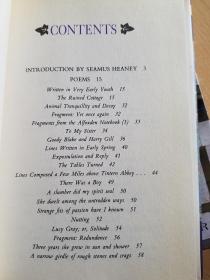 CONTENTS
INTRODUCTION BY SEAMUS HEANEY 3
POEMS 13
Written in Very Early Youth 15
The Ruined Cottage 15
Animal Tranquillity and Decay 32
Fragment: Yet once again 32
Fragments from the Alfoxden Notebook (1) 33
To My Sister 34
Goody Blake and Harry Gill 35
Lines Written in Early Spring 40
Expostulation and Reply 41
The Tables Turned 42
Lines Composed a Few Miles above Tintern Abbey . . . 44
There Was a Boy 49
A slumber did my spirit seal 50
She dwelt among the untrodden ways 50
Strange fits of passion have I known 51
Nutting 52
Lucy Gray; or, Solitude 54
Fragment: Redundance 56
Three years she grew in sun and shower 57
A narrow girdle of rough stones and crags 58